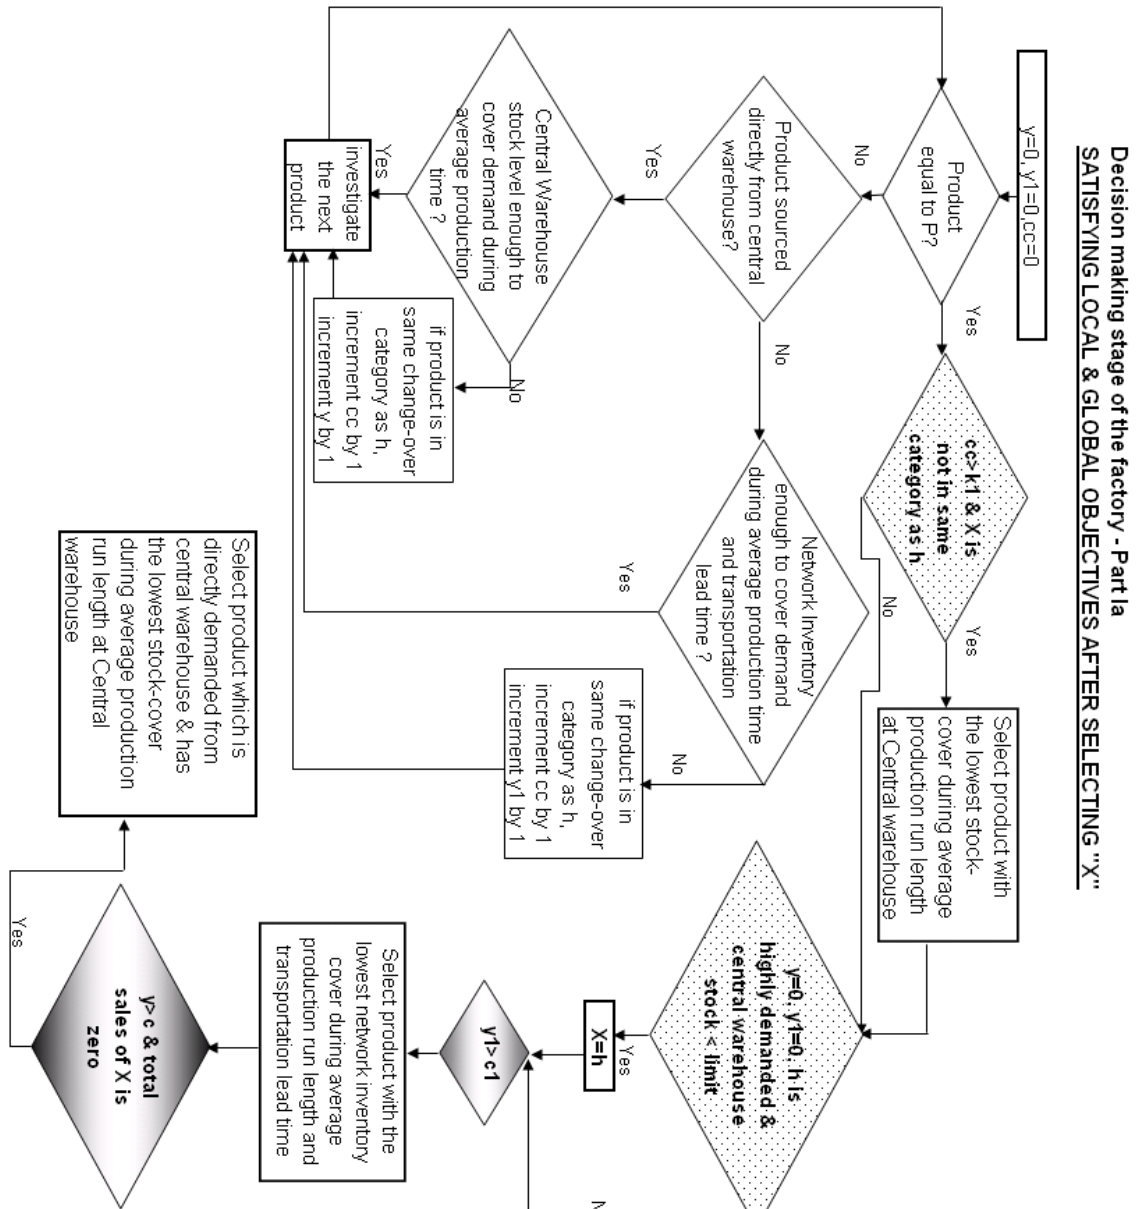 Decision making stage of the factory - Part Ia
SATISFYING LOCAL & GLOBAL OBJECTIVES AFTER SELECTING "X"
y=0, y1=0,cc=0
Product
equal to P?
Yes
No
cc>k1 & X is
not in same
category as h
Yes
No
Select product with
the lowest stock-
cover during average
production run length
at Central warehouse
Product sourced
directly from central
warehouse?
Yes
No
Central Warehouse
stock level enough to
cover demand during
average production
time ?
Yes
No
investigate
the next
product
if product is in
same change-over
category as h,
increment cc by 1
increment y by 1
Network Inventory
enough to cover demand
during average production time
and transportation
lead time ?
Yes
No
if product is in
same change-over
category as h,
increment cc by 1
increment y1 by 1
y=0, y1=0, h is
highly demanded &
central warehouse
stock < limit
Yes
X=h
y1>c1
Select product with the
lowest network inventory
cover during average
production run length and
transportation lead time
y>c & total
sales of X is
zero
Yes
Select product which is
directly demanded from
central warehouse & has
the lowest stock-cover
during average production
run length at Central
warehouse